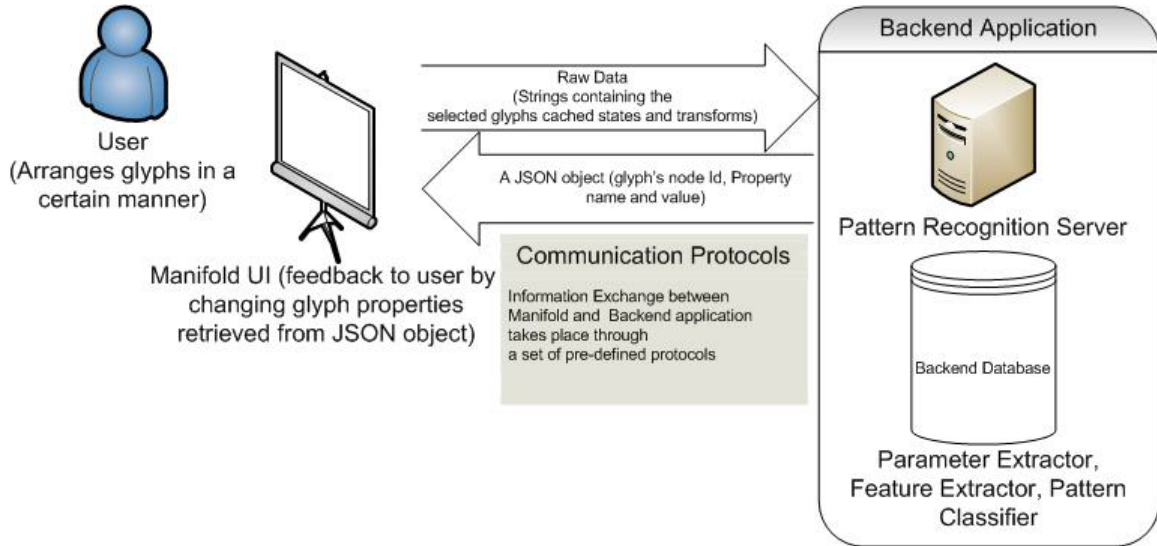 User
(Arranges glyphs in a
certain manner)
Manifold UI (feedback to user by
changing glyph properties
retrieved from JSON object)
Raw Data
(Strings containing the
selected glyphs cached states and transforms)
A JSON object (glyph's node Id, Property
name and value)
Communication Protocols
Information Exchange between
Manifold and Backend application
takes place through
a set of pre-defined protocols
Backend Application
Pattern Recognition Server
Backend Database
Parameter Extractor,
Feature Extractor, Pattern
Classifier